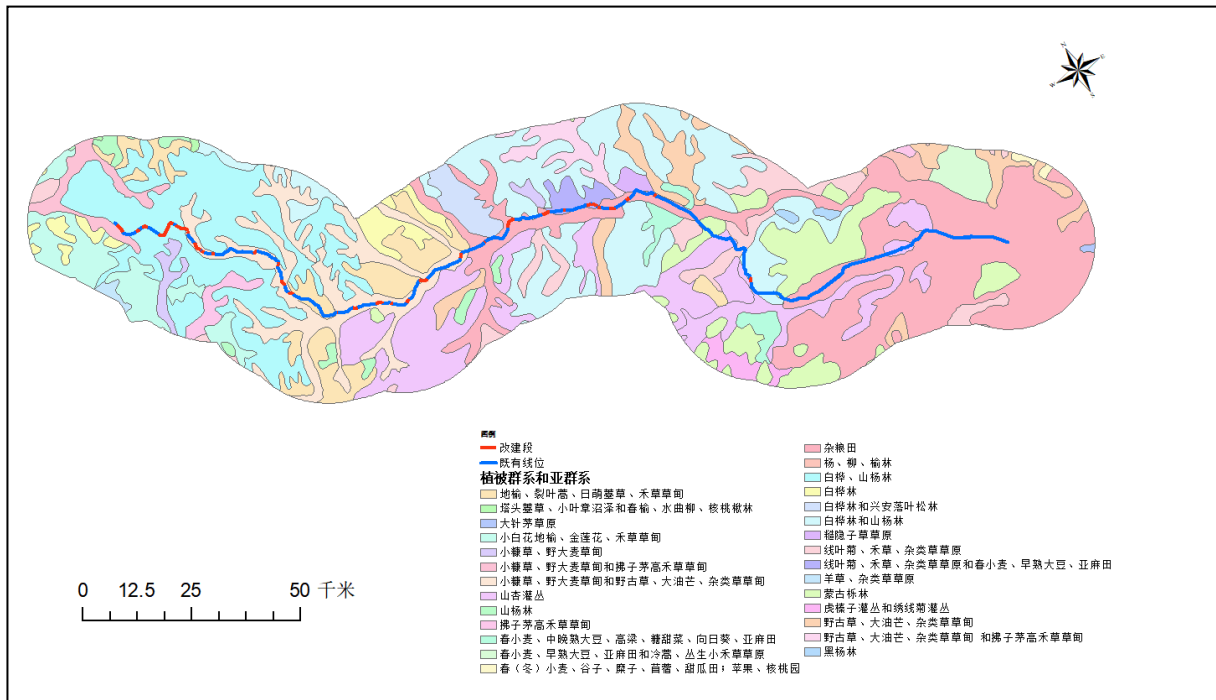 0 12.5 25 50 千米
图例
改建段
既有线位
植被群系和亚群系
地榆、裂叶蒿、日荫薹草、禾草草甸
塔头薹草、小叶章沼泽和春榆、水曲柳、核桃楸林
大针茅草原
小白花地榆、金莲花、禾草草甸
小糠草、野大麦草甸
小糠草、野大麦草甸和拂子茅高禾草草甸
小糠草、野大麦草甸和野古草、大油芒、杂类草草甸
山杏灌丛
山杨林
拂子茅高禾草草甸
春小麦、中晚熟大豆、高粱、糖甜菜、向日葵、亚麻田
春小麦、早熟大豆、亚麻田和冷蒿、丛生小禾草草原
春（冬）小麦、谷子、糜子、苜蓿、甜瓜田；苹果、核桃园
杂粮田
杨、柳、榆林
白桦、山杨林
白桦林
白桦林和兴安落叶松林
白桦林和山杨林
糙隐子草草原
线叶菊、禾草、杂类草草原
线叶菊、禾草、杂类草草原和春小麦、早熟大豆、亚麻田
羊草、杂类草草原
蒙古栎林
虎榛子灌丛和绣线菊灌丛
野古草、大油芒、杂类草草甸
野古草、大油芒、杂类草草甸 和拂子茅高禾草草甸
黑杨林